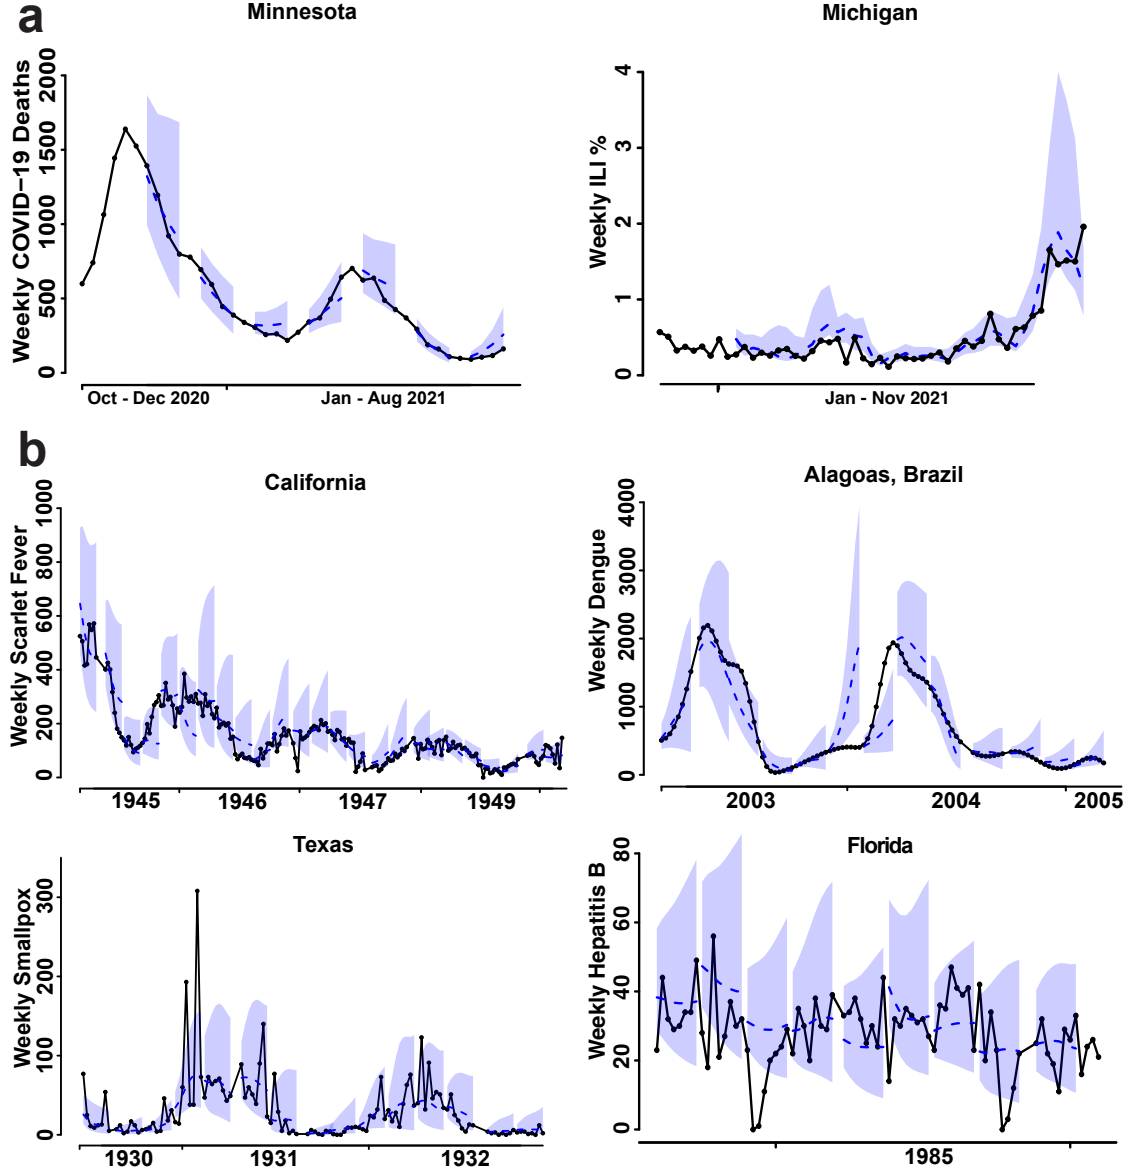 a
Minnesota
Weekly COVID−19 Deaths
0
500
1000
1500
2000
Oct - Dec 2020
Jan - Aug 2021
Michigan
Weekly ILI %
0
1
2
3
4
Jan - Nov 2021
b
California
Weekly Scarlet Fever
0
200
400
600
800
1000
1945
1946
1947
1949
Alagoas, Brazil
Weekly Dengue
0
1000
2000
3000
4000
2003
2004
2005
Texas
Weekly Smallpox
0
100
200
300
1930
1931
1932
Florida
Weekly Hepatitis B
0
20
40
60
80
1985